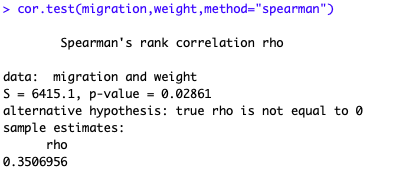 > cor.test(migration,weight,method="spearman")
Spearman's rank correlation rho
data:  migration and weight
S = 6415.1, p-value = 0.02861
alternative hypothesis: true rho is not equal to 0
sample estimates:
rho
0.3506956